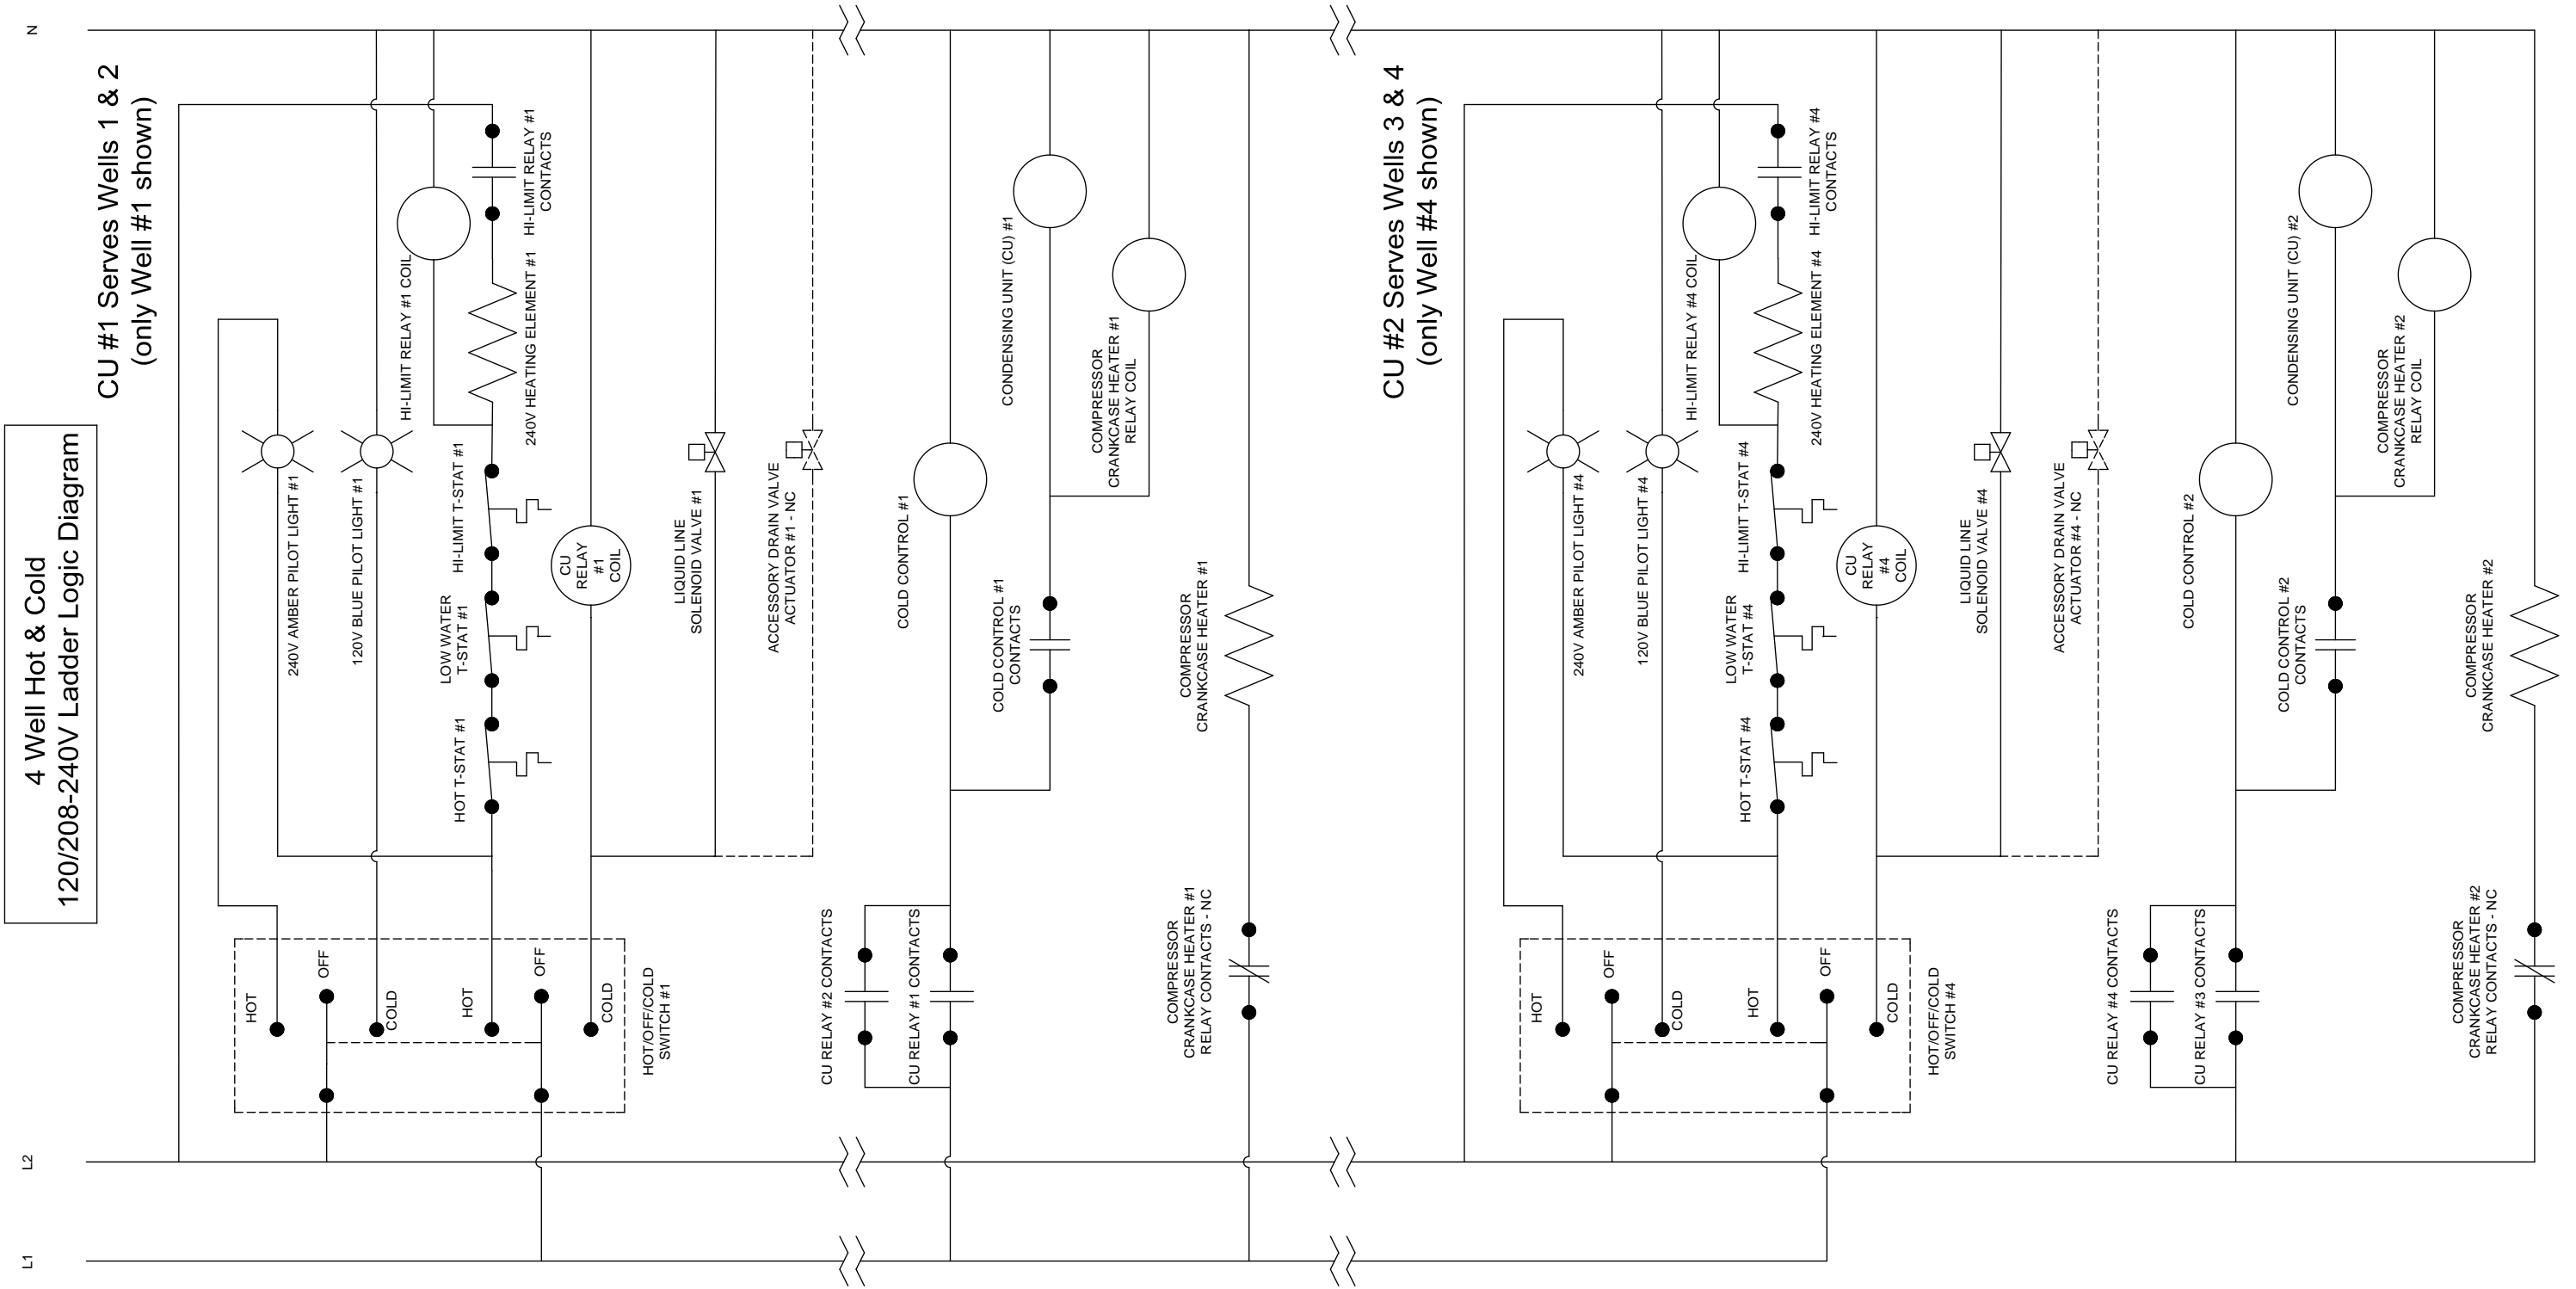 4 Well Hot & Cold
120/208-240V Ladder Logic Diagram
L1
L2
N
CU #1 Serves Wells 1 & 2
(only Well #1 shown)
HOT
OFF
COLD
HOT
OFF
COLD
HOT/OFF/COLD
SWITCH #1
240V AMBER PILOT LIGHT #1
120V BLUE PILOT LIGHT #1
HI-LIMIT RELAY #1 COIL
HOT T-STAT #1
LOW WATER
T-STAT #1
HI-LIMIT T-STAT #1
240V HEATING ELEMENT #1
HI-LIMIT RELAY #1
CONTACTS
CU
RELAY
#1
COIL
LIQUID LINE
SOLENOID VALVE #1
ACCESSORY DRAIN VALVE
ACTUATOR #1 - NC
CU RELAY #2 CONTACTS
CU RELAY #1 CONTACTS
COLD CONTROL #1
COLD CONTROL #1
CONTACTS
CONDENSING UNIT (CU) #1
COMPRESSOR
CRANKCASE HEATER #1
RELAY COIL
COMPRESSOR
CRANKCASE HEATER #1
RELAY CONTACTS - NC
COMPRESSOR
CRANKCASE HEATER #1
CU #2 Serves Wells 3 & 4
(only Well #4 shown)
HOT
OFF
COLD
HOT
OFF
COLD
HOT/OFF/COLD
SWITCH #4
240V AMBER PILOT LIGHT #4
120V BLUE PILOT LIGHT #4
HI-LIMIT RELAY #4 COIL
HOT T-STAT #4
LOW WATER
T-STAT #4
HI-LIMIT T-STAT #4
240V HEATING ELEMENT #4
HI-LIMIT RELAY #4
CONTACTS
CU
RELAY
#4
COIL
LIQUID LINE
SOLENOID VALVE #4
ACCESSORY DRAIN VALVE
ACTUATOR #4 - NC
CU RELAY #4 CONTACTS
CU RELAY #3 CONTACTS
COLD CONTROL #2
COLD CONTROL #2
CONTACTS
CONDENSING UNIT (CU) #2
COMPRESSOR
CRANKCASE HEATER #2
RELAY COIL
COMPRESSOR
CRANKCASE HEATER #2
RELAY CONTACTS - NC
COMPRESSOR
CRANKCASE HEATER #2